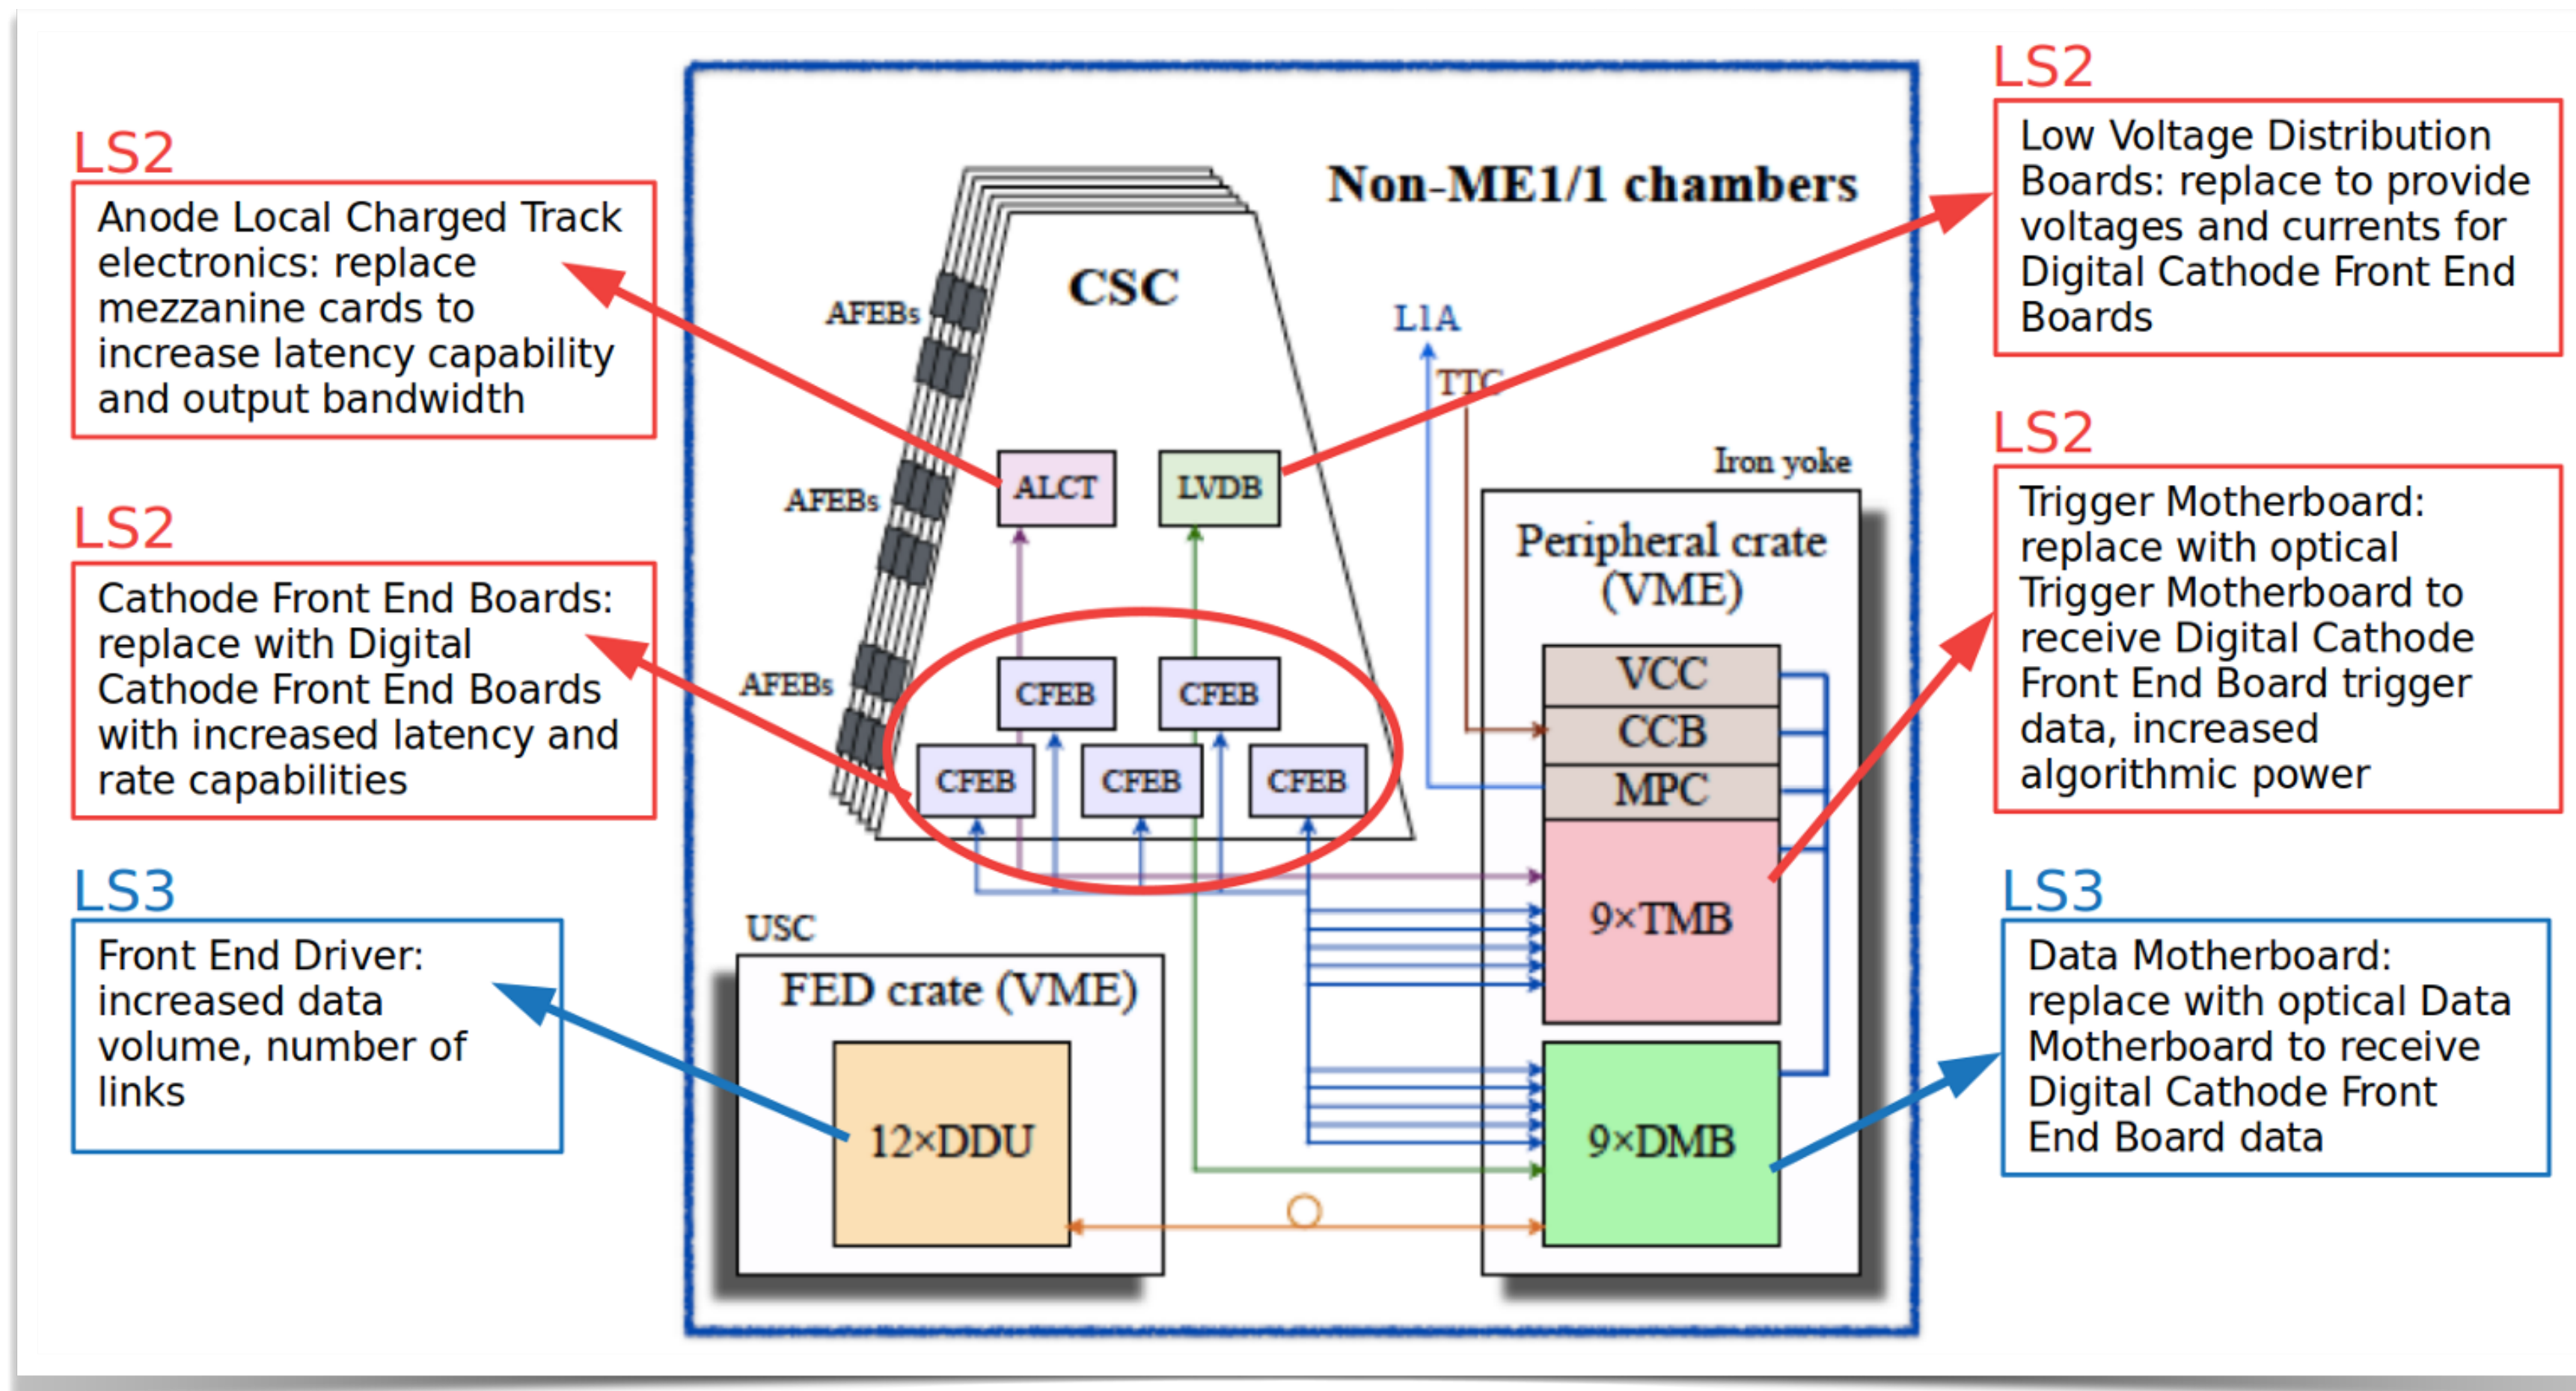 LS2
Anode Local Charged Track
electronics: replace
mezzanine cards to
increase latency capability
and output bandwidth
LS2
Cathode Front End Boards:
replace with Digital
Cathode Front End Boards
with increased latency and
rate capabilities
LS3
Front End Driver:
increased data
volume, number of
links
Non-ME1/1 chambers
CSC
AFEBs
AFEBs
AFEBs
ALCT
LVDB
CFEB
CFEB
CFEB
CFEB
CFEB
L1A
TTC
Iron yoke
Peripheral crate
(VME)
VCC
CCB
MPC
9×TMB
9×DMB
USC
FED crate (VME)
12×DDU
LS2
Low Voltage Distribution
Boards: replace to provide
voltages and currents for
Digital Cathode Front End
Boards
LS2
Trigger Motherboard:
replace with optical
Trigger Motherboard to
receive Digital Cathode
Front End Board trigger
data, increased
algorithmic power
LS3
Data Motherboard:
replace with optical Data
Motherboard to receive
Digital Cathode Front
End Board data